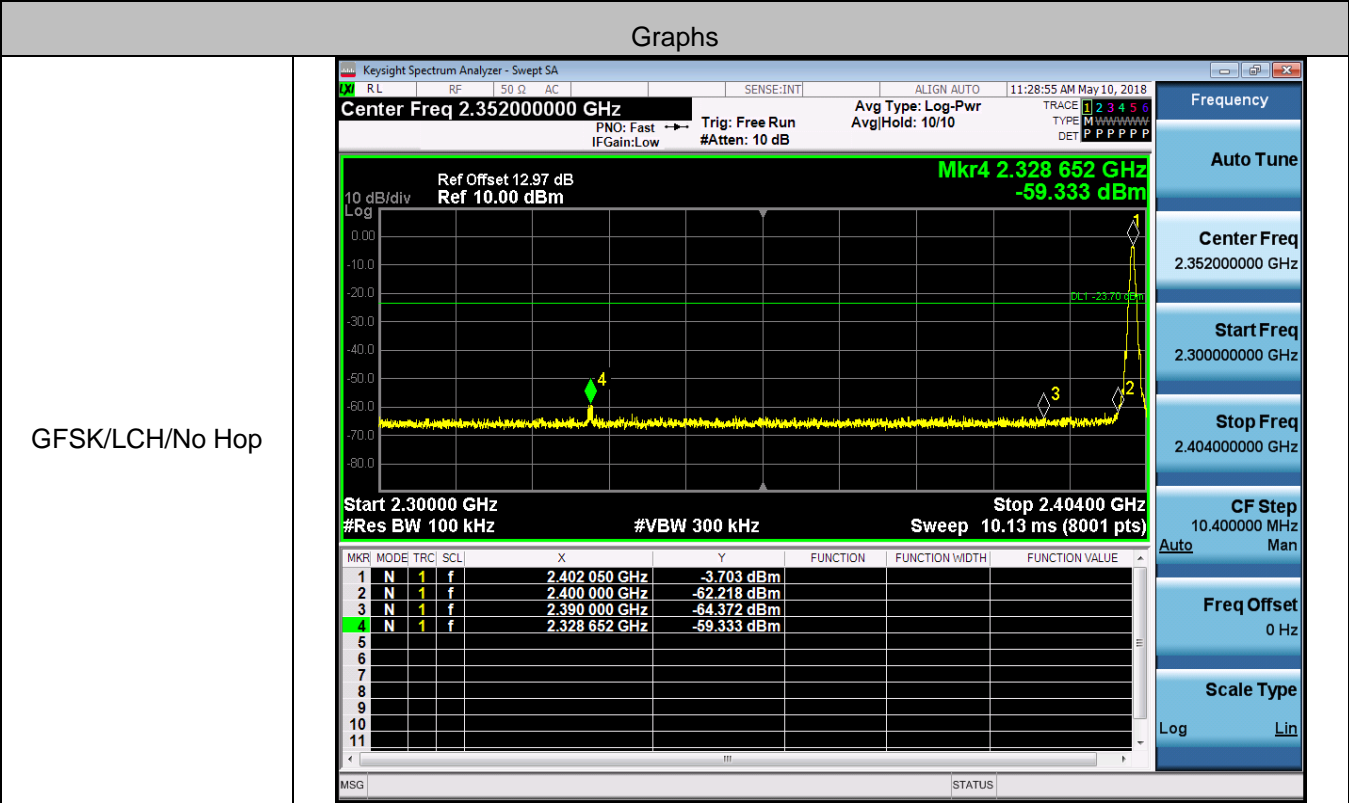 Graphs
GFSK/LCH/No Hop
Keysight Spectrum Analyzer - Swept SA
LXI RL RF 50 Ω AC SENSE:INT ALIGN AUTO 11:28:55 AM May 10, 2018
Center Freq 2.352000000 GHz
PNO: Fast
IFGain:Low
Trig: Free Run
#Atten: 10 dB
Avg Type: Log-Pwr
Avg|Hold: 10/10
TRACE 1 2 3 4 5 6
TYPE M WWWWW
DET P P P P P P
Mkr4 2.328 652 GHz
-59.333 dBm
Ref Offset 12.97 dB
10 dB/div Ref 10.00 dBm
Log
0.00
-10.0
-20.0
-30.0
-40.0
-50.0
-60.0
-70.0
-80.0
1
DL1 -23.70 dBm
4
3
2
Start 2.30000 GHz Stop 2.40400 GHz
#Res BW 100 kHz #VBW 300 kHz Sweep 10.13 ms (8001 pts)
MKR MODE TRC SCL X Y FUNCTION FUNCTION WIDTH FUNCTION VALUE
1 N 1 f 2.402 050 GHz -3.703 dBm
2 N 1 f 2.400 000 GHz -62.218 dBm
3 N 1 f 2.390 000 GHz -64.372 dBm
4 N 1 f 2.328 652 GHz -59.333 dBm
5
6
7
8
9
10
11
MSG STATUS
Frequency
Auto Tune
Center Freq
2.352000000 GHz
Start Freq
2.300000000 GHz
Stop Freq
2.404000000 GHz
CF Step
10.400000 MHz
Auto Man
Freq Offset
0 Hz
Scale Type
Log Lin